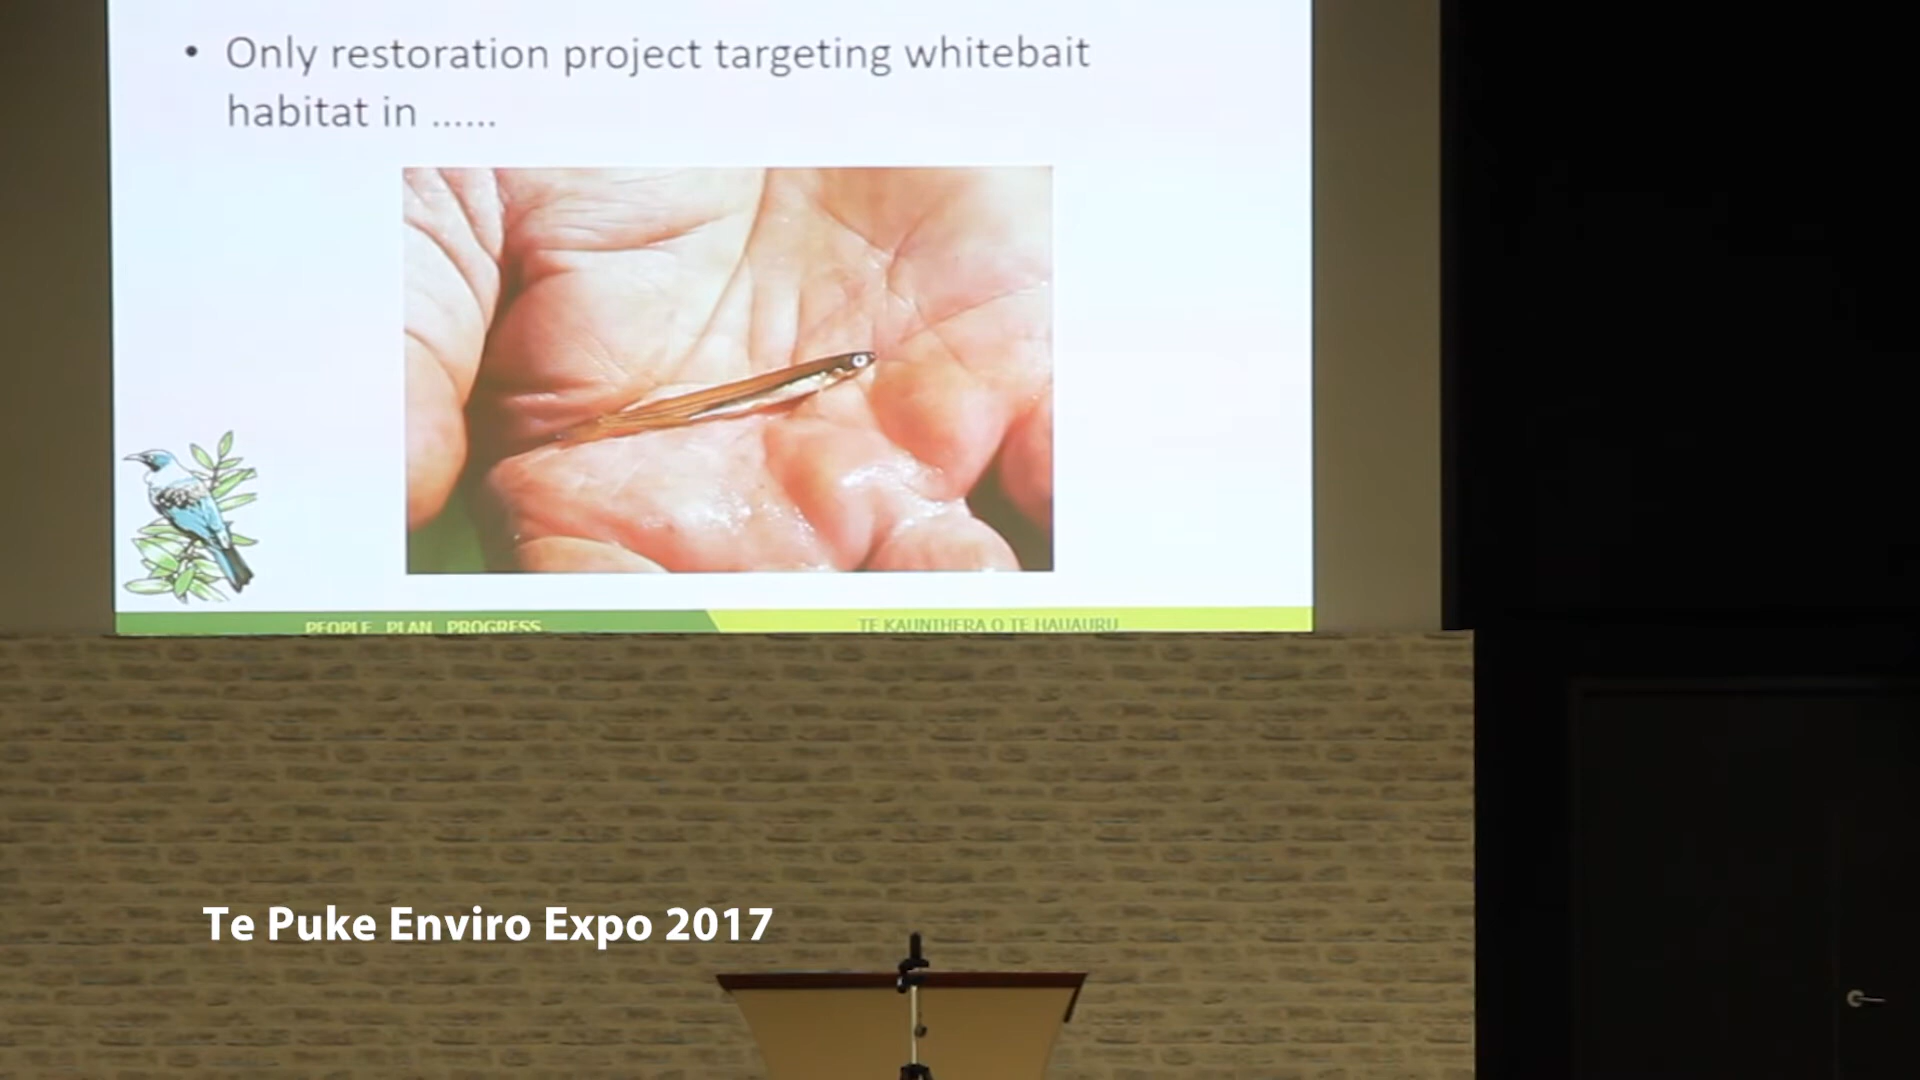 • Only restoration project targeting whitebait
habitat in ......
PEOPLE PLAN PROGRESS
TE KAUNIHERA O TE HAUAURU
Te Puke Enviro Expo 2017